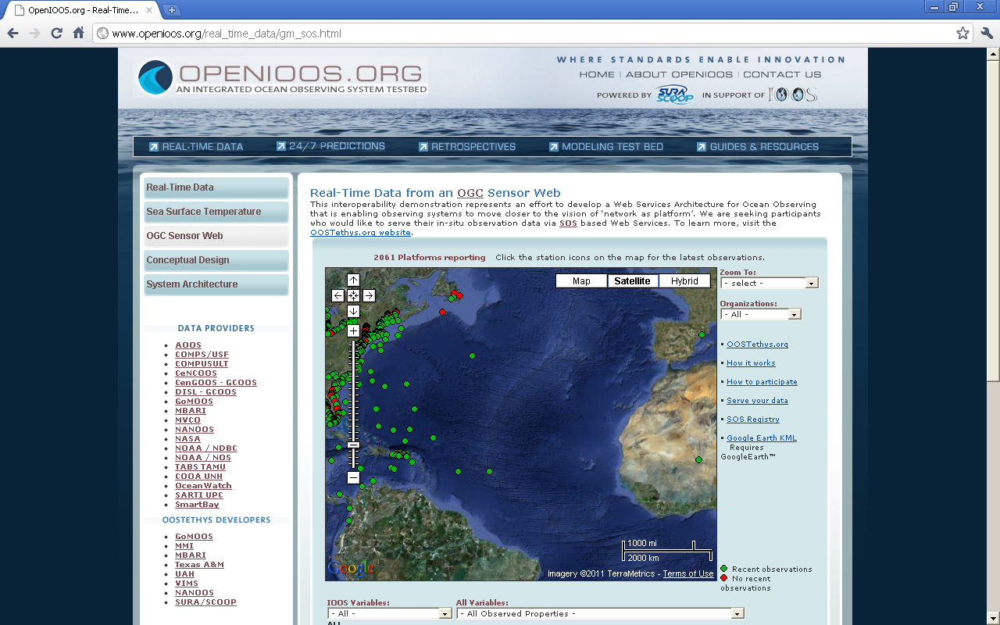 OpenIOOS.org - Real-Time...
www.openioos.org/real_time_data/gm_sos.html
OPENIOOS.ORG
AN INTEGRATED OCEAN OBSERVING SYSTEM TESTBED
WHERE STANDARDS ENABLE INNOVATION
HOME | ABOUT OPENIOOS | CONTACT US
POWERED BY SURA SCOOP IN SUPPORT OF IOOS
REAL-TIME DATA
24/7 PREDICTIONS
RETROSPECTIVES
MODELING TEST BED
GUIDES & RESOURCES
Real-Time Data
Sea Surface Temperature
OGC Sensor Web
Conceptual Design
System Architecture
DATA PROVIDERS
AOOS
COMPS/USF
COMPUSULT
CeNCOOS
CenGOOS - GCOOS
DISL - GCOOS
GoMOOS
MBARI
MVCO
NANOOS
NASA
NOAA / NDBC
NOAA / NOS
TABS TAMU
COOA UNH
OceanWatch
SARTI UPC
SmartBay
OOSTETHYS DEVELOPERS
GoMOOS
MMI
MBARI
Texas A&M
UAH
VIMS
NANOOS
SURA/SCOOP
Real-Time Data from an OGC Sensor Web
This interoperability demonstration represents an effort to develop a Web Services Architecture for Ocean Observing
that is enabling observing systems to move closer to the vision of 'network as platform'. We are seeking participants
who would like to serve their in-situ observation data via SOS based Web Services. To learn more, visit the
OOSTethys.org website.
2061 Platforms reporting Click the station icons on the map for the latest observations.
Map
Satellite
Hybrid
1000 mi
2000 km
Google
Imagery ©2011 TerraMetrics - Terms of Use
Zoom To:
- select -
Organizations:
- All -
• OOSTethys.org
• How it works
• How to participate
• Serve your data
• SOS Registry
• Google Earth KML
Requires
GoogleEarth™
Recent observations
No recent
observations
IOOS Variables:
- All -
All Variables:
- All Observed Properties -
ALL